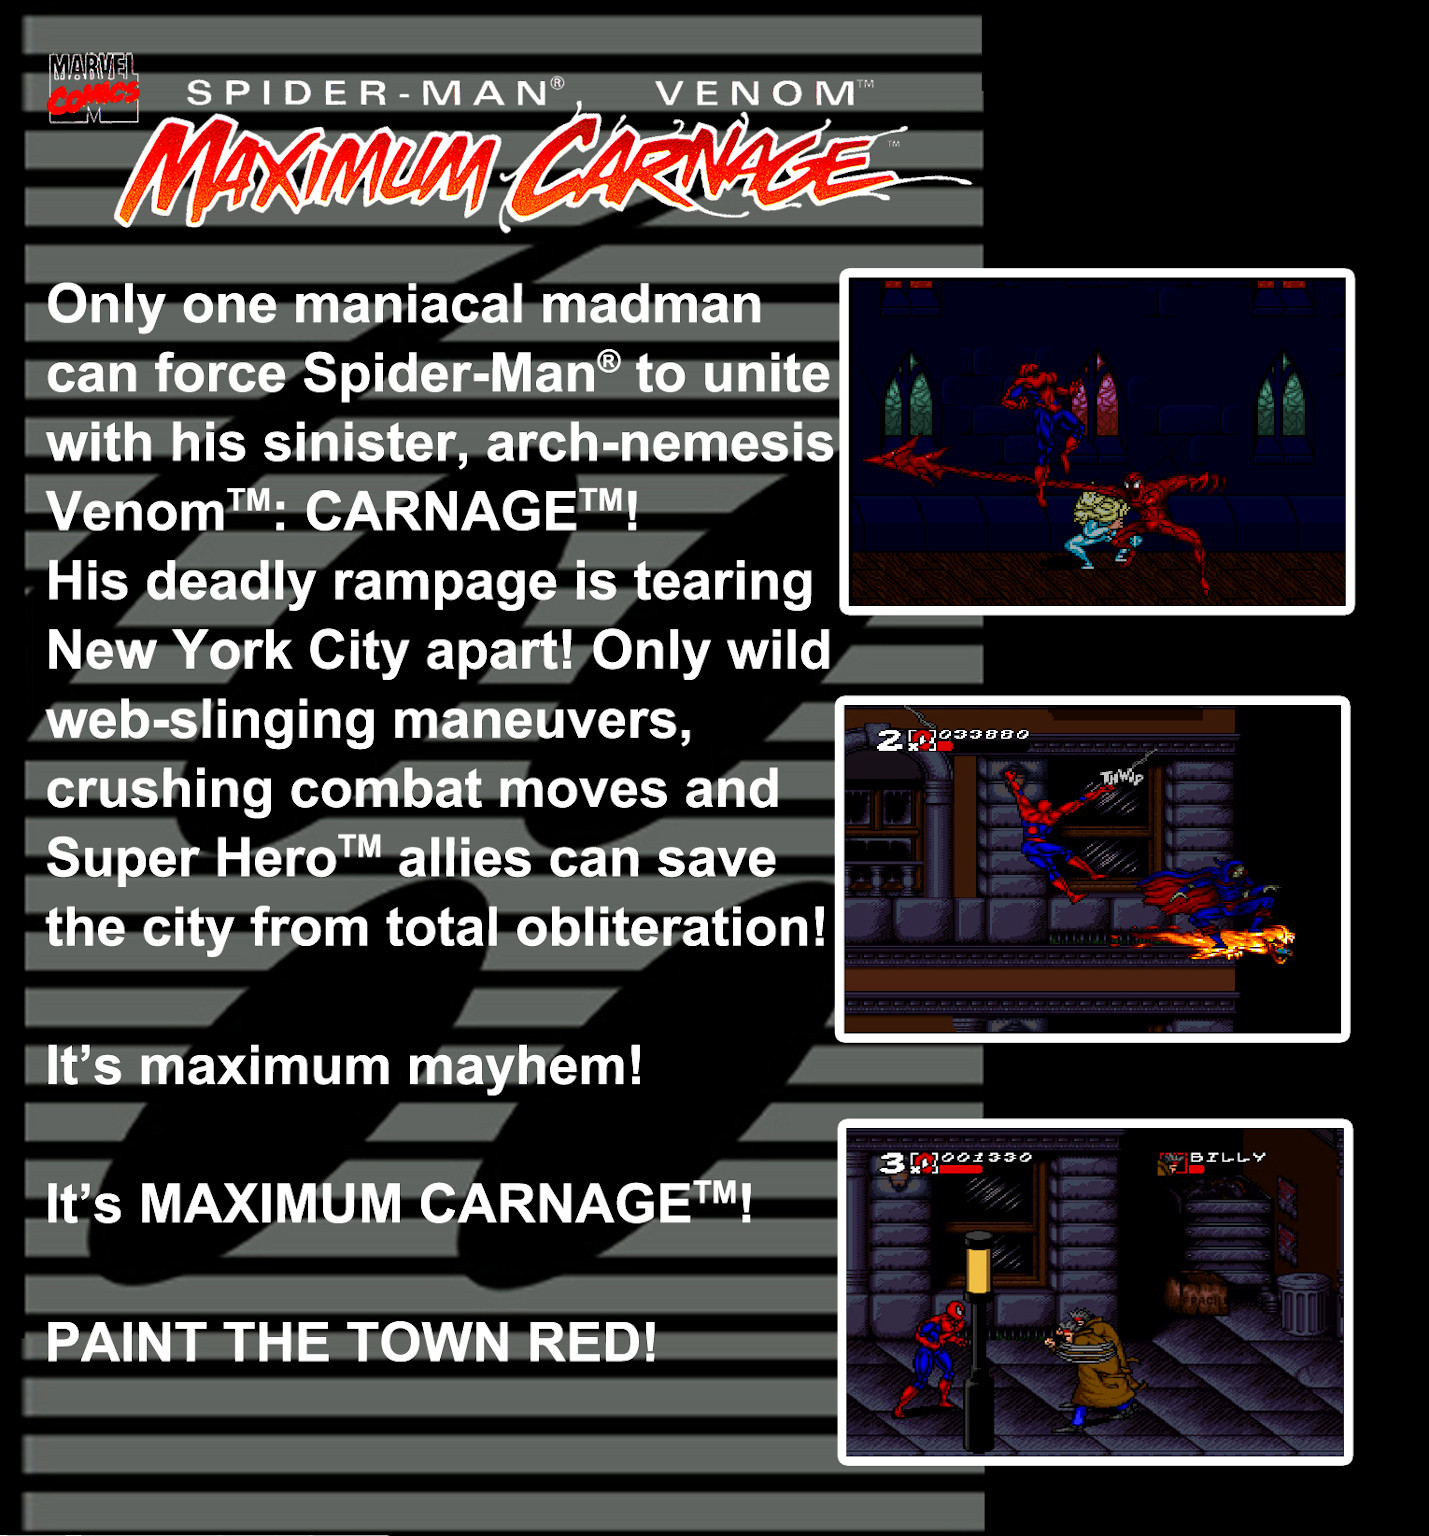 MARVEL
COMICS
SPIDER-MAN®, VENOM™
MAXIMUM CARNAGE™
Only one maniacal madman
can force Spider-Man® to unite
with his sinister, arch-nemesis
Venom™: CARNAGE™!
His deadly rampage is tearing
New York City apart! Only wild
web-slinging maneuvers,
crushing combat moves and
Super Hero™ allies can save
the city from total obliteration!
It’s maximum mayhem!
It’s MAXIMUM CARNAGE™!
PAINT THE TOWN RED!
2x 033880
THWIP
3x 001330
BILLY
FRAGILE